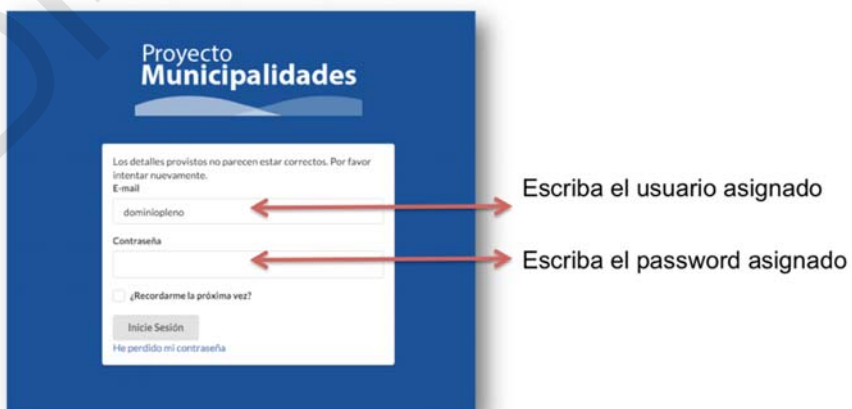 Proyecto
Municipalidades
Los detalles provistos no parecen estar correctos. Por favor
intentar nuevamente.
E-mail
dominiopleno
Escriba el usuario asignado
Contraseña
Escriba el password asignado
¿Recordarme la próxima vez?
Inicie Sesión
He perdido mi contraseña